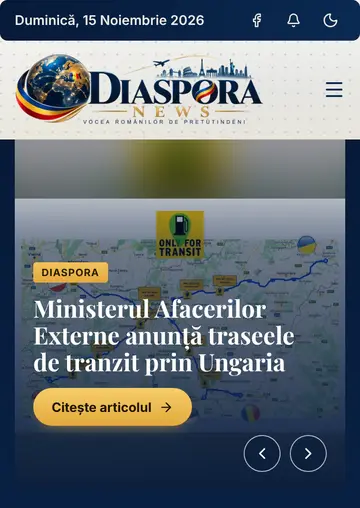 Duminică, 15 Noiembrie 2026
DIASPORA
NEWS
VOCEA ROMÂNILOR DE PRETUTINDENI
ONLY FOR
TRANSIT
DIASPORA
Ministerul Afacerilor
Externe anunță traseele
de tranzit prin Ungaria
Citește articolul